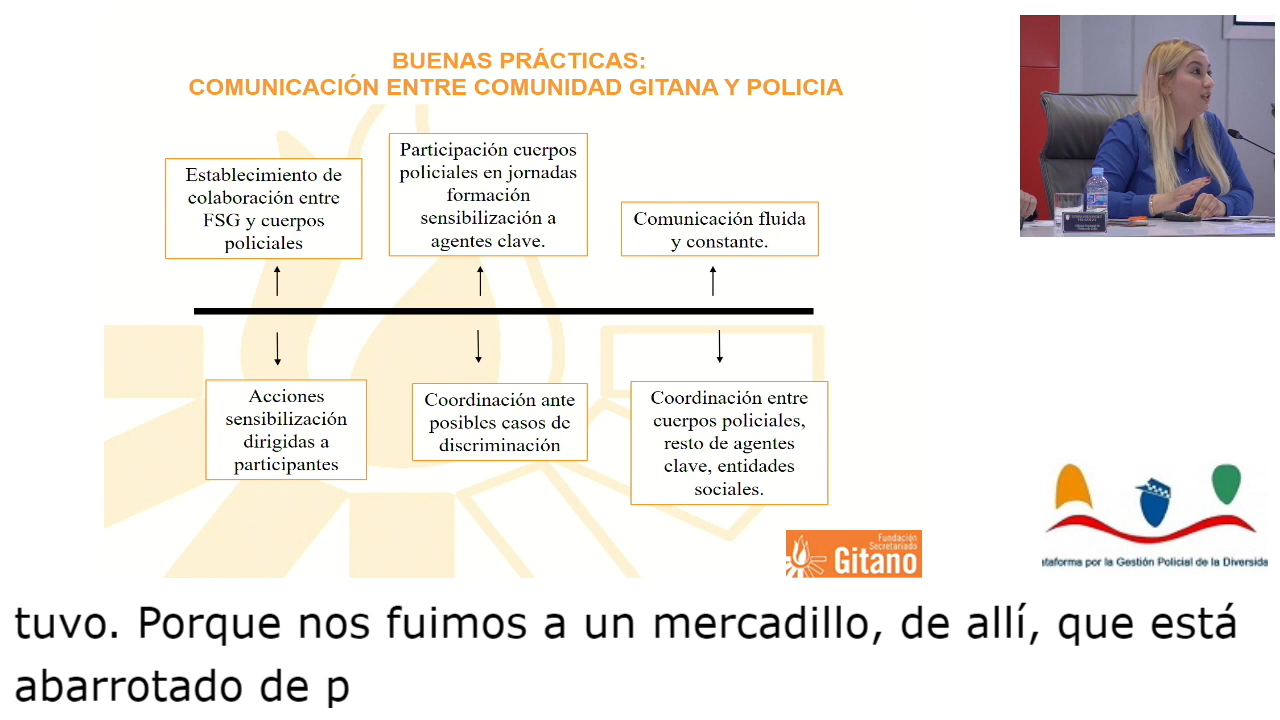 BUENAS PRÁCTICAS:
COMUNICACIÓN ENTRE COMUNIDAD GITANA Y POLICIA
Establecimiento de
colaboración entre
FSG y cuerpos
policiales
Participación cuerpos
policiales en jornadas
formación
sensibilización a
agentes clave.
Comunicación fluida
y constante.
Acciones
sensibilización
dirigidas a
participantes
Coordinación ante
posibles casos de
discriminación
Coordinación entre
cuerpos policiales,
resto de agentes
clave, entidades
sociales.
Fundación
Secretariado
Gitano
ataforma por la Gestión Policial de la Diversida
tuvo. Porque nos fuimos a un mercadillo, de allí, que está
abarrotado de p